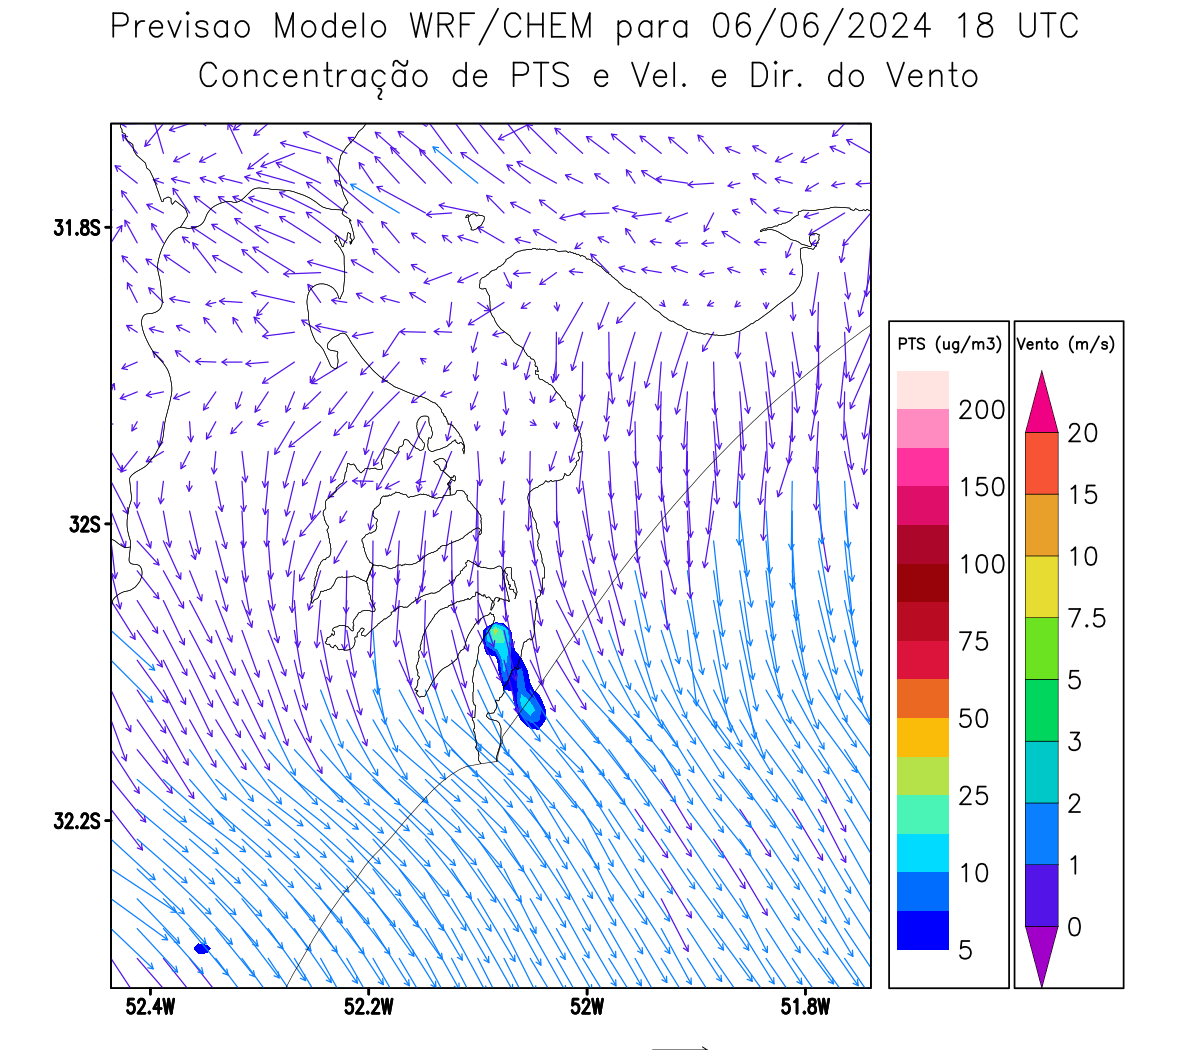 Previsao Modelo WRF/CHEM para 06/06/2024 18 UTC
Concentração de PTS e Vel. e Dir. do Vento
31.8S
32S
32.2S
52.4W 52.2W 52W 51.8W
PTS (ug/m3)
200
150
100
75
50
25
10
5
Vento (m/s)
20
15
10
7.5
5
3
2
1
0